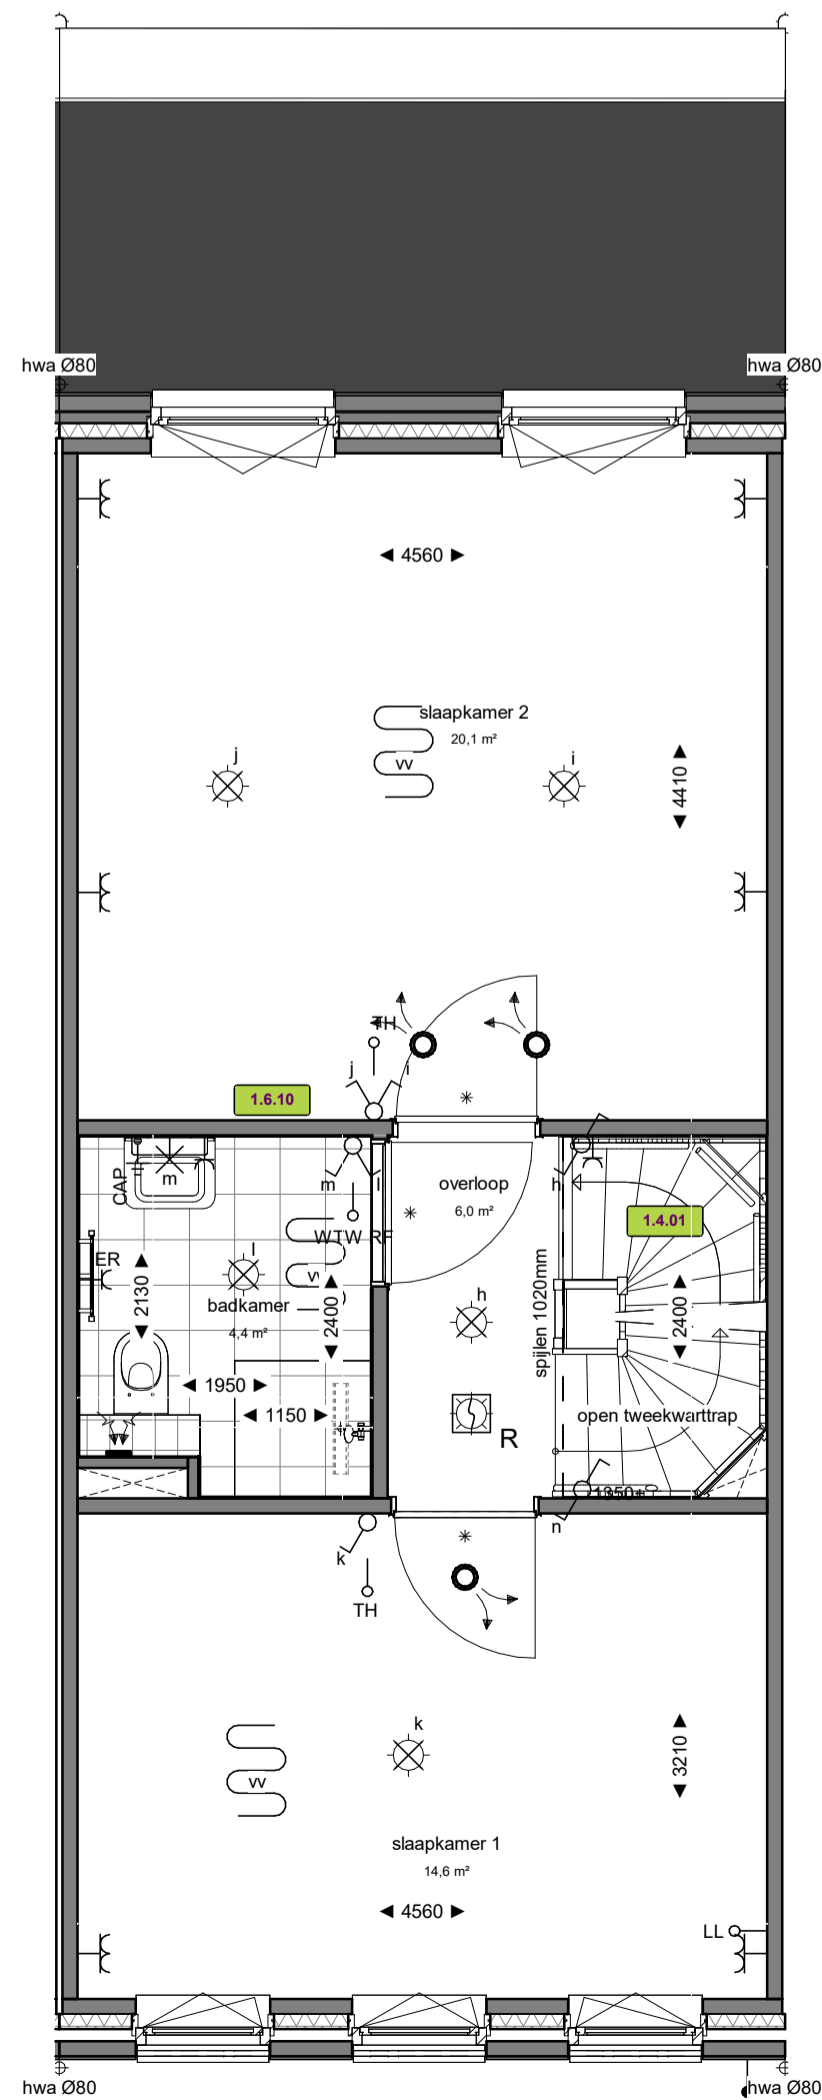 hwa Ø80
hwa Ø80
◄ 4560 ►
slaapkamer 2
20,1 m²
vv
j
i
◄ 4410 ►
TH
j
i
1.6.10
CAP
m
m
l
h
overloop
6,0 m²
1.4.01
WTW RF
ER
l
◄ 2130 ►
badkamer
4,4 m²
◄ 2400 ►
h
spijlen 1020mm
◄ 2400 ►
◄ 1950 ►
◄ 1150 ►
R
open tweekwarttrap
1350+
n
k
TH
k
vv
◄ 3210 ►
slaapkamer 1
14,6 m²
◄ 4560 ►
LL
hwa Ø80
hwa Ø80